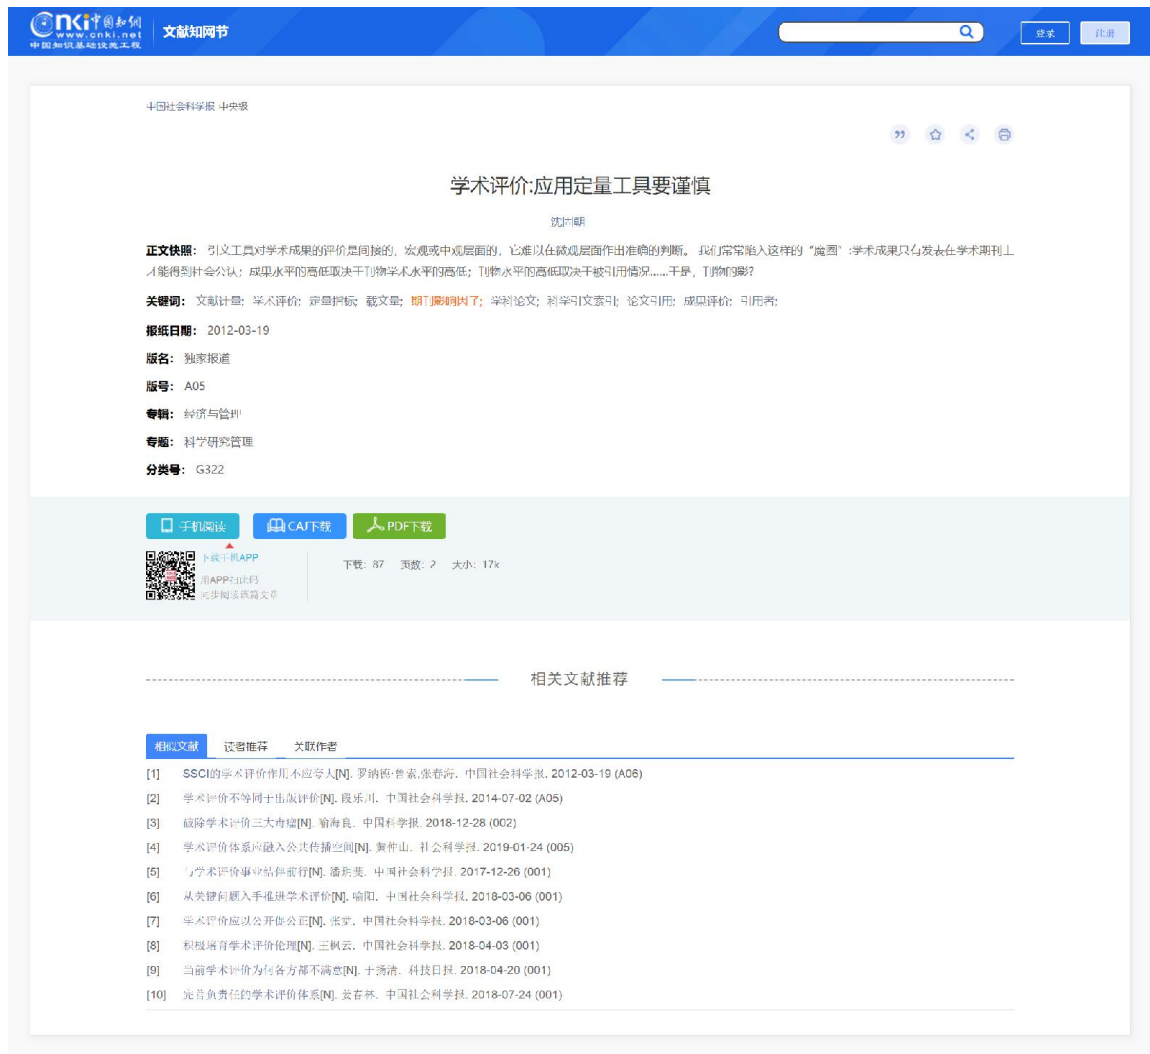 Cnki中国知网
www.cnki.net
中国知识基础设施工程
文献知网节
登录
注册
中国社会科学报 中央级
学术评价:应用定量工具要谨慎
正文快照: 引文工具对学术成果的评价是间接的、宏观或中观层面的，它难以在微观层面作出准确的判断。 我们常常陷入这样的“魔圈”:学术成果只有发表在学术期刊上
才能得到社会公认; 成果水平的高低取决于刊物学术水平的高低; 刊物水平的高低取决于被引用情况……于是, 刊物的影?
关键词: 文献计量; 学术评价; 定量指标; 载文量; 期刊影响因子; 学科论文; 科学引文索引; 论文引用; 成果评价; 引用者;
报纸日期: 2012-03-19
版名: 独家报道
版号: A05
专辑: 经济与管理
专题: 科学研究管理
分类号: G322
手机阅读
CAJ下载
PDF下载
下载手机APP
用APP扫此码
同步阅读该篇文章
下载: 87 页数: 2 大小: 17k
相关文献推荐
相似文献 读者推荐 关联作者
[1] SSCI的学术评价作用不应夸大[N]. 罗纳德·鲁索,张春海. 中国社会科学报. 2012-03-19 (A06)
[2] 学术评价不等同于出版评价[N]. 段乐川. 中国社会科学报. 2014-07-02 (A05)
[3] 破除学术评价三大毒瘤[N]. 喻海良. 中国科学报. 2018-12-28 (002)
[4] 学术评价体系应融入公共传播空间[N]. 黄仲山. 社会科学报. 2019-01-24 (005)
[5] 与学术评价事业结伴前行[N]. 中国社会科学报. 2017-12-26 (001)
[6] 从关键问题入手推进学术评价[N]. 喻阳. 中国社会科学报. 2018-03-06 (001)
[7] 学术评价应以公开促公正[N]. 中国社会科学报. 2018-03-06 (001)
[8] 积极培育学术评价伦理[N]. 王枫云. 中国社会科学报. 2018-04-03 (001)
[9] 当前学术评价为何各方都不满意[N]. 科技日报. 2018-04-20 (001)
[10] 完善负责任的学术评价体系[N]. 姜春林. 中国社会科学报. 2018-07-24 (001)